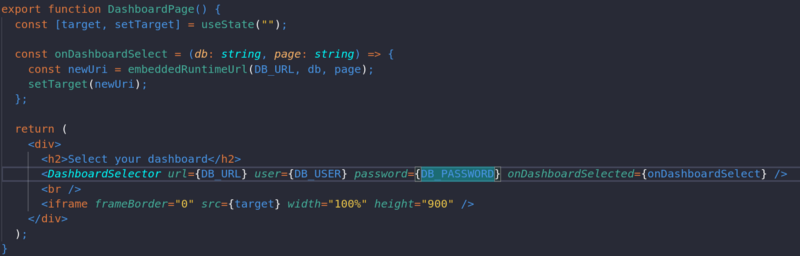 export function DashboardPage() {
const [target, setTarget] = useState("");
const onDashboardSelect = (db: string, page: string) => {
const newUri = embeddedRuntimeUrl(DB_URL, db, page);
setTarget(newUri);
};
return (
<div>
<h2>Select your dashboard</h2>
<DashboardSelector url={DB_URL} user={DB_USER} password={DB_PASSWORD} onDashboardSelected={onDashboardSelect} />
<br />
<iframe frameBorder="0" src={target} width="100%" height="900" />
</div>
);
}